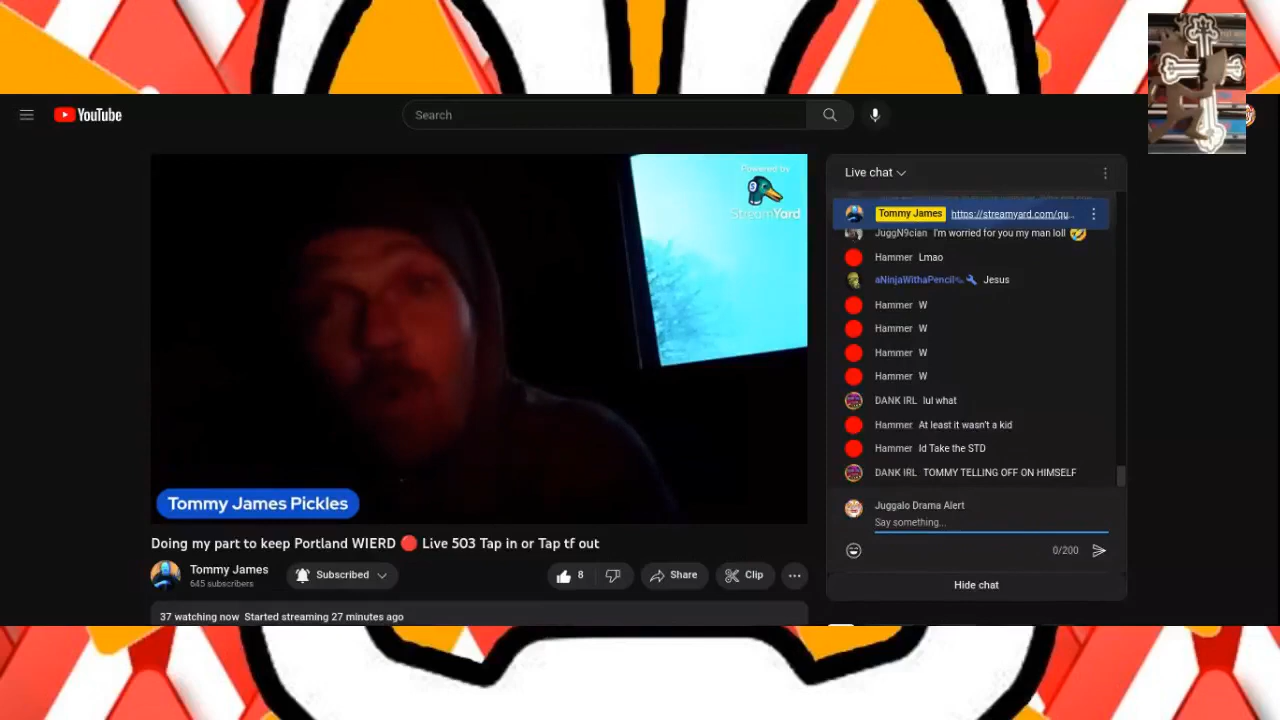 YouTube
Search
Powered by
StreamYard
Tommy James Pickles
Doing my part to keep Portland WIERD 🔴 Live 503 Tap in or Tap tf out
Tommy James
645 subscribers
Subscribed
8
Share
Clip
37 watching now Started streaming 27 minutes ago
Live chat
Tommy James https://streamyard.com/qu...
JuggN9cian I'm worried for you my man loll 🤣
Hammer Lmao
aNinjaWithaPencil Jesus
Hammer W
Hammer W
Hammer W
Hammer W
DANK IRL lul what
Hammer At least it wasn't a kid
Hammer Id Take the STD
DANK IRL TOMMY TELLING OFF ON HIMSELF
Juggalo Drama Alert
Say something...
0/200
Hide chat